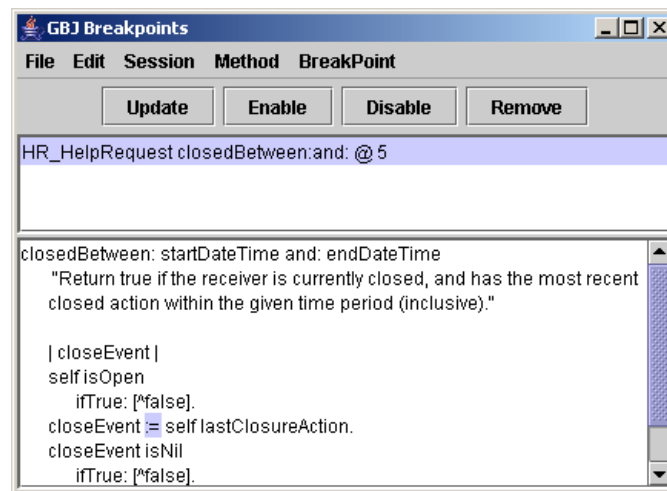 GBJ Breakpoints
File Edit Session Method BreakPoint
Update Enable Disable Remove
HR_HelpRequest closedBetween:and: @ 5
closedBetween: startDateTime and: endDateTime
"Return true if the receiver is currently closed, and has the most recent
closed action within the given time period (inclusive)."
| closeEvent |
self isOpen
ifTrue: [^false].
closeEvent := self lastClosureAction.
closeEvent isNil
ifTrue: [^false].